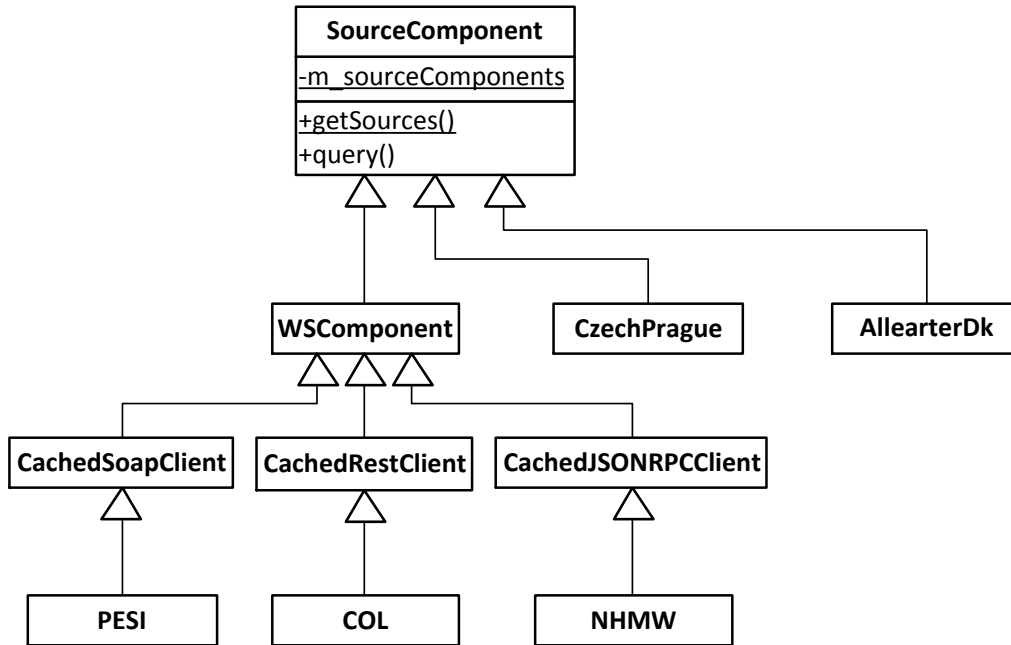 SourceComponent
-m_sourceComponents
+getSources()
+query()
WSComponent
CzechPrague
AllearterDk
CachedSoapClient
CachedRestClient
CachedJSONRPCClient
PESI
COL
NHMW